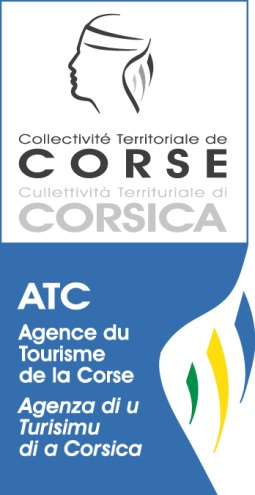 Collectivité Territoriale de
CORSE
Cullettività Territuriale di
CORSICA
ATC
Agence du
Tourisme
de la Corse
Agenza di u
Turisimu
di a Corsica